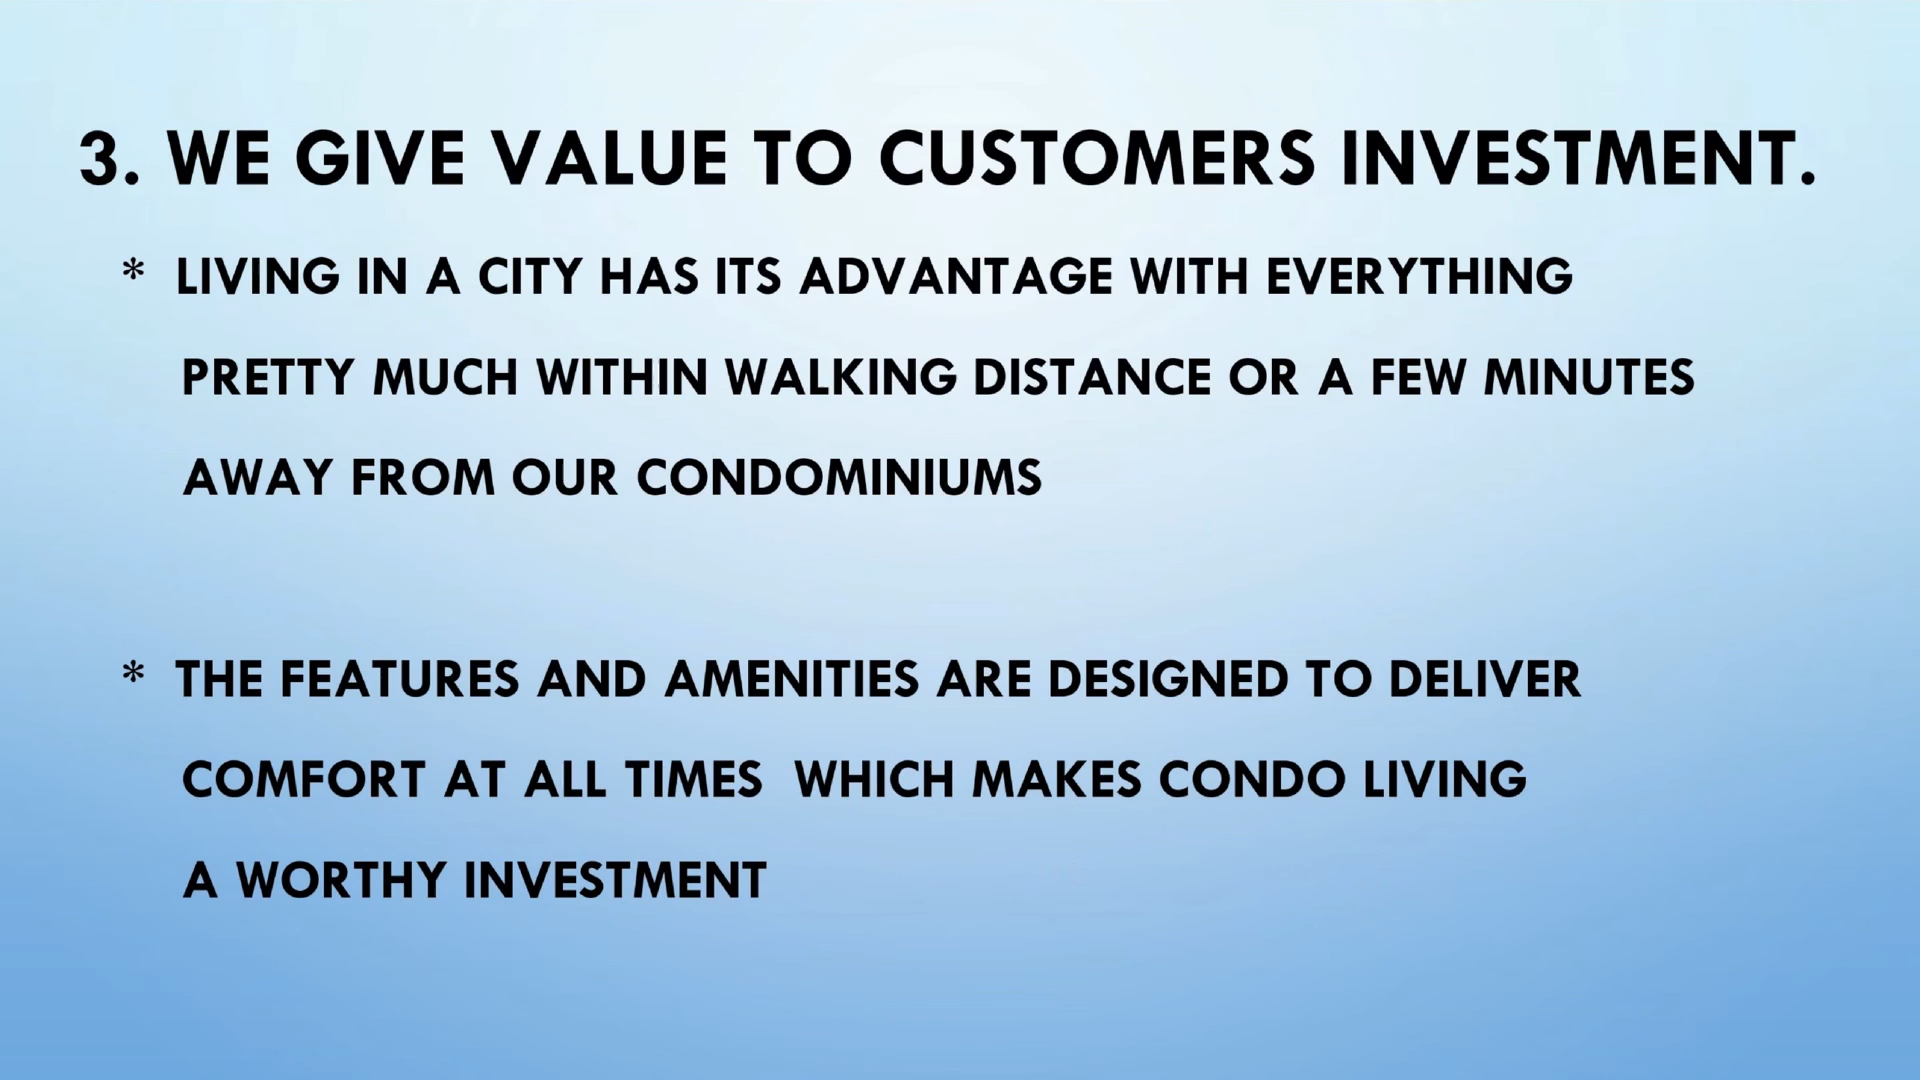 3. WE GIVE VALUE TO CUSTOMERS INVESTMENT.
* LIVING IN A CITY HAS ITS ADVANTAGE WITH EVERYTHING
PRETTY MUCH WITHIN WALKING DISTANCE OR A FEW MINUTES
AWAY FROM OUR CONDOMINIUMS
* THE FEATURES AND AMENITIES ARE DESIGNED TO DELIVER
COMFORT AT ALL TIMES  WHICH MAKES CONDO LIVING
A WORTHY INVESTMENT